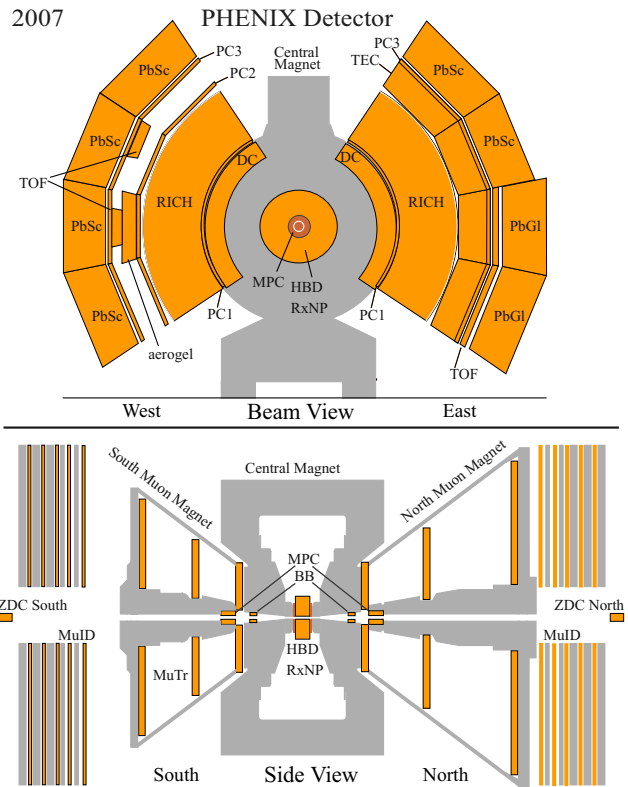 2007
PHENIX Detector
Central
Magnet
PC3
PC2
PC3
TEC
PbSc
PbSc
PbSc
PbSc
TOF
RICH
DC
DC
RICH
PbSc
PbGl
PbSc
PbGl
MPC
HBD
RxNP
PC1
PC1
aerogel
TOF
West
Beam View
East
South Muon Magnet
Central Magnet
North Muon Magnet
MPC
BB
ZDC South
ZDC North
MuID
MuID
HBD
RxNP
MuTr
South
Side View
North